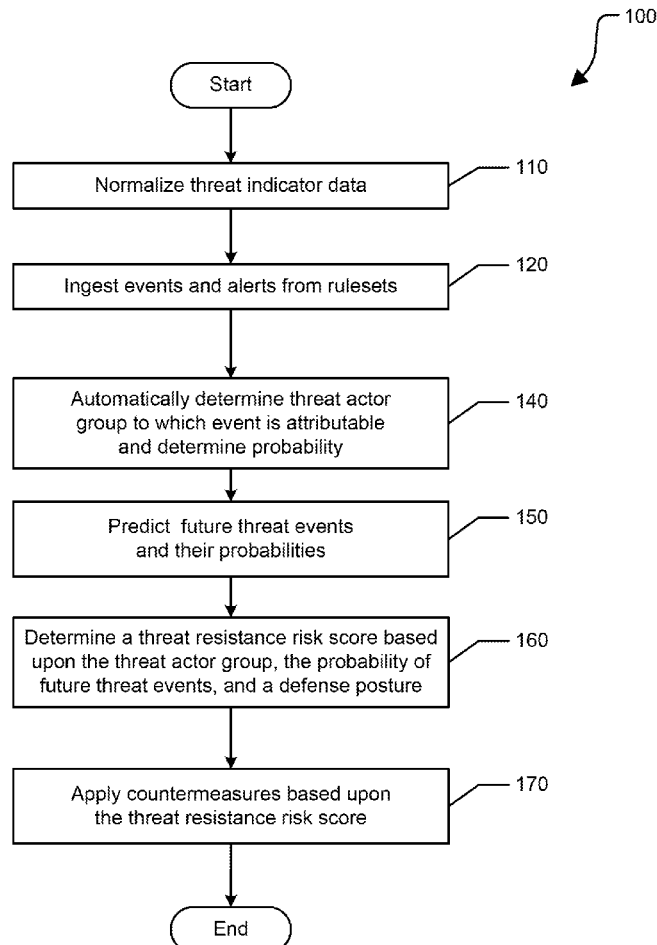 100
Start
Normalize threat indicator data
110
Ingest events and alerts from rulesets
120
Automatically determine threat actor
group to which event is attributable
and determine probability
140
Predict future threat events
and their probabilities
150
Determine a threat resistance risk score based
upon the threat actor group, the probability of
future threat events, and a defense posture
160
Apply countermeasures based upon
the threat resistance risk score
170
End